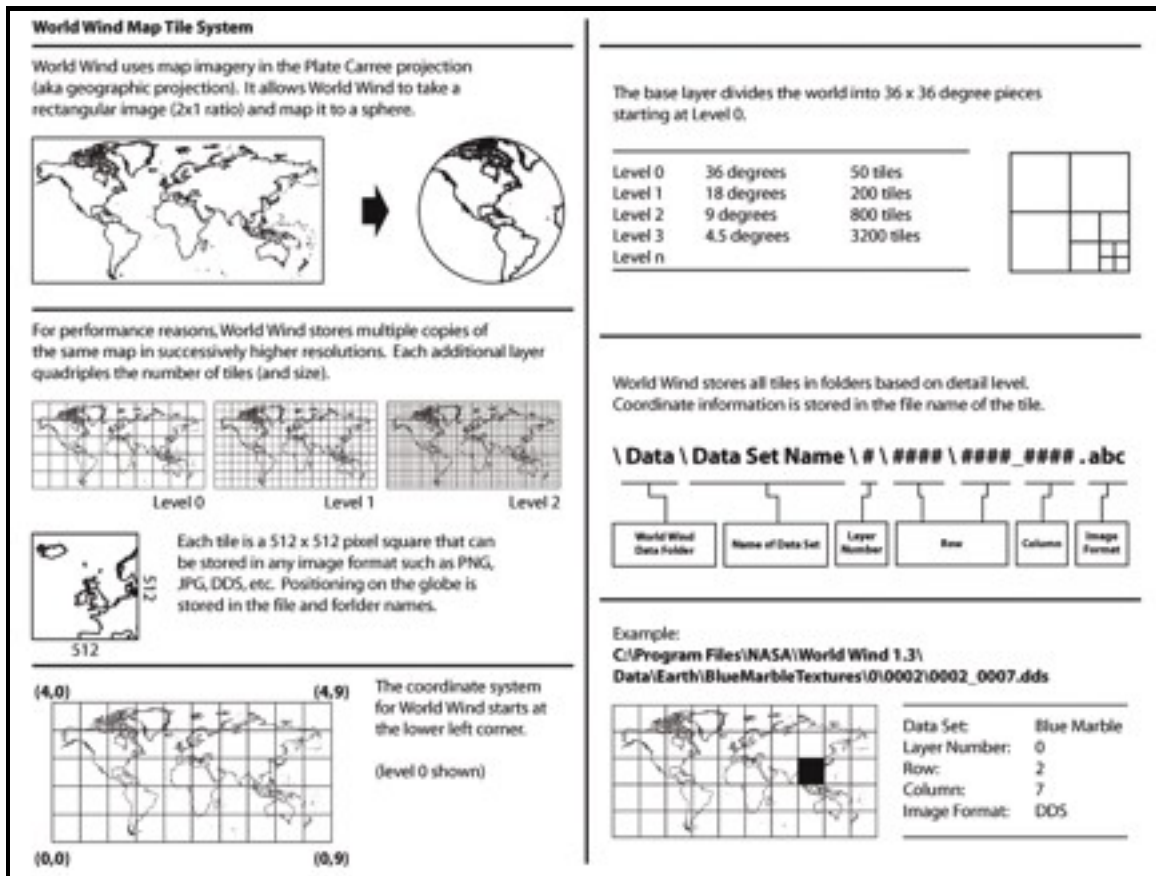 World Wind Map Tile System
World Wind uses map imagery in the Plate Carree projection
(aka geographic projection). It allows World Wind to take a
rectangular image (2x1 ratio) and map it to a sphere.
For performance reasons, World Wind stores multiple copies of
the same map in successively higher resolutions. Each additional layer
quadriples the number of tiles (and size).
Level 0 Level 1 Level 2
Each tile is a 512 x 512 pixel square that can
be stored in any image format such as PNG,
JPG, DDS, etc. Positioning on the globe is
stored in the file and forlder names.
512
512
(4,0) (4,9)
The coordinate system
for World Wind starts at
the lower left corner.
(level 0 shown)
(0,0) (0,9)
The base layer divides the world into 36 x 36 degree pieces
starting at Level 0.
Level 0 36 degrees 50 tiles
Level 1 18 degrees 200 tiles
Level 2 9 degrees 800 tiles
Level 3 4.5 degrees 3200 tiles
Level n
World Wind stores all tiles in folders based on detail level.
Coordinate information is stored in the file name of the tile.
\ Data \ Data Set Name \ # \ #### \ ####_#### .abc
World Wind
Data Folder
Name of Data Set
Layer
Number
Row
Column
Image
Format
Example:
C:\Program Files\NASA\World Wind 1.3\
Data\Earth\BlueMarbleTextures\0\0002\0002_0007.dds
Data Set: Blue Marble
Layer Number: 0
Row: 2
Column: 7
Image Format: DDS